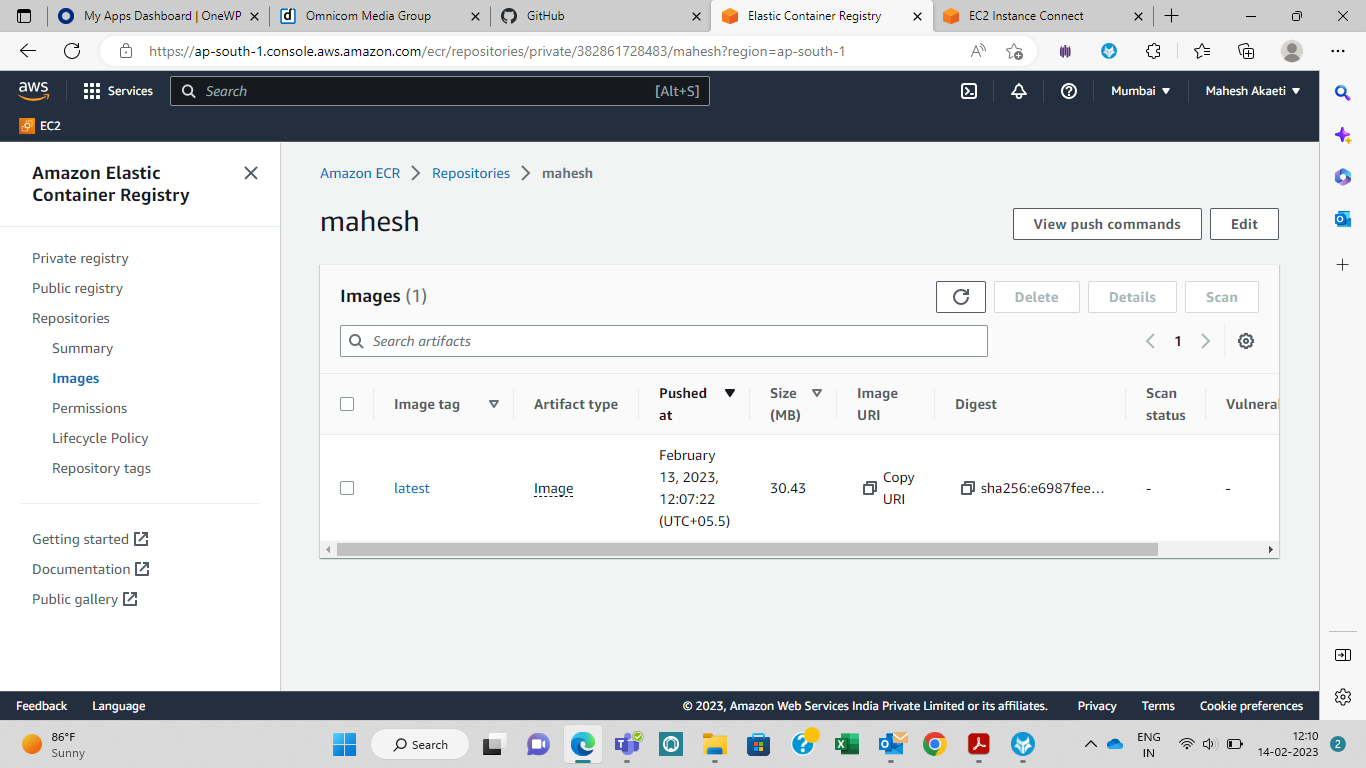 My Apps Dashboard | OneWP
Omnicom Media Group
GitHub
Elastic Container Registry
EC2 Instance Connect
https://ap-south-1.console.aws.amazon.com/ecr/repositories/private/382861728483/mahesh?region=ap-south-1
aws
Services
Search
[Alt+S]
Mumbai
Mahesh Akaeti
EC2
Amazon Elastic
Container Registry
Private registry
Public registry
Repositories
Summary
Images
Permissions
Lifecycle Policy
Repository tags
Getting started
Documentation
Public gallery
Amazon ECR
Repositories
mahesh
mahesh
View push commands
Edit
Images (1)
Delete
Details
Scan
Search artifacts
1
Image tag
Artifact type
Pushed
at
Size
(MB)
Image
URI
Digest
Scan
status
Vulnera
latest
Image
February
13, 2023,
12:07:22
(UTC+05.5)
30.43
Copy
URI
sha256:e6987fee...
-
-
Feedback
Language
© 2023, Amazon Web Services India Private Limited or its affiliates.
Privacy
Terms
Cookie preferences
86°F
Sunny
Search
ENG
IN
12:10
14-02-2023
2